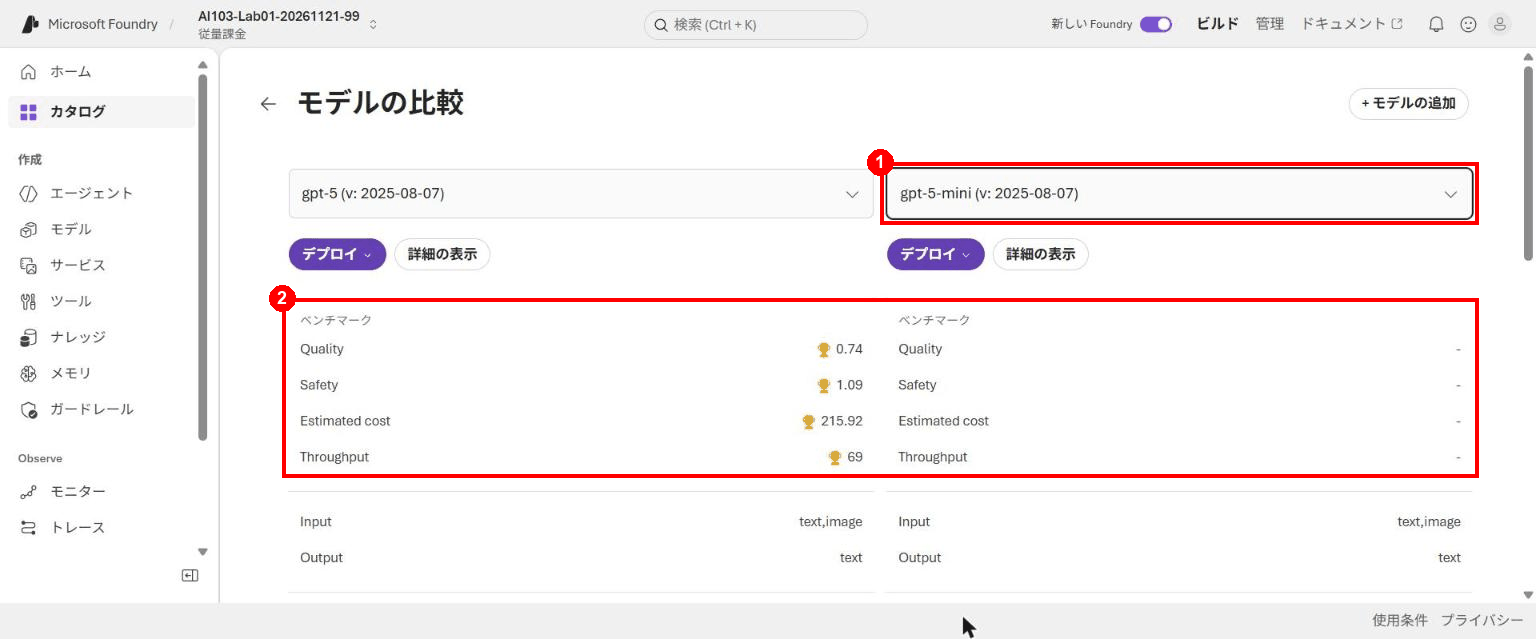 Microsoft Foundry / AI103-Lab01-20261121-99
従量課金
検索 (Ctrl + K)
新しい Foundry ビルド 管理 ドキュメント
ホーム
カタログ
作成
エージェント
モデル
サービス
ツール
ナレッジ
メモリ
ガードレール
Observe
モニター
トレース
← モデルの比較
+ モデルの追加
1
gpt-5 (v: 2025-08-07)
gpt-5-mini (v: 2025-08-07)
デプロイ 詳細の表示
デプロイ 詳細の表示
2
ベンチマーク
Quality 0.74
Safety 1.09
Estimated cost 215.92
Throughput 69
ベンチマーク
Quality -
Safety -
Estimated cost -
Throughput -
Input text,image
Output text
Input text,image
Output text
使用条件 プライバシー